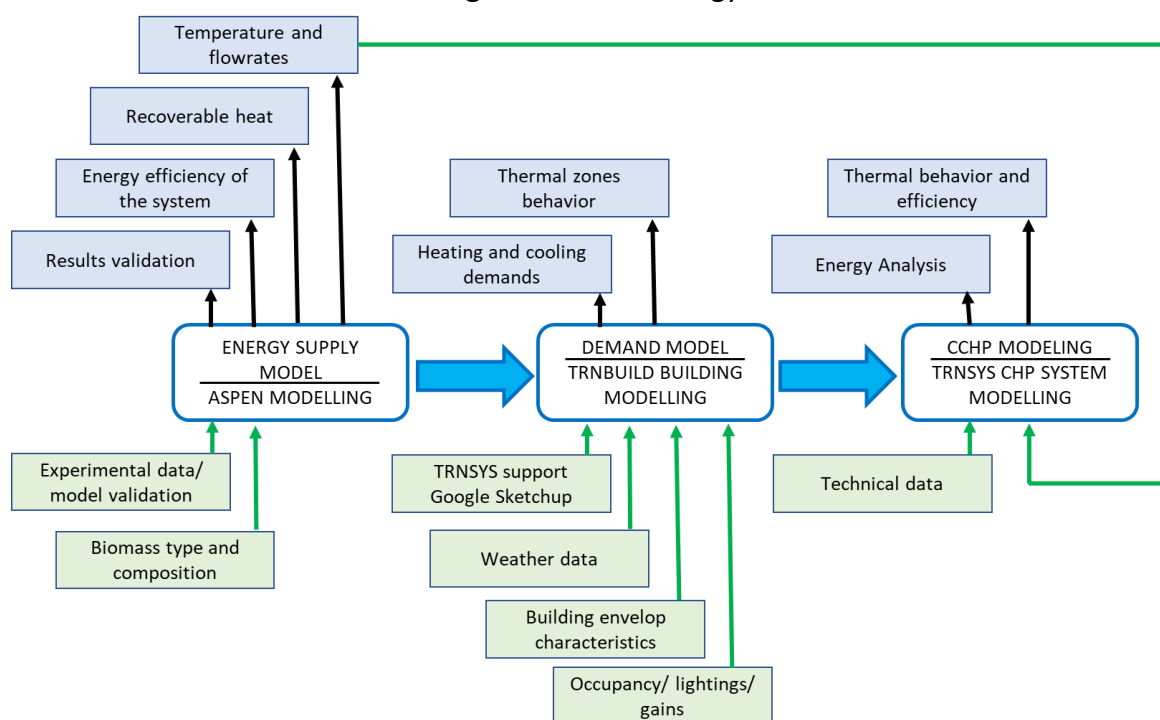 Temperature and
flowrates
Recoverable heat
Energy efficiency of
the system
Results validation
Thermal zones
behavior
Heating and cooling
demands
Thermal behavior and
efficiency
Energy Analysis
ENERGY SUPPLY
MODEL
ASPEN MODELLING
DEMAND MODEL
TRNBUILD BUILDING
MODELLING
CCHP MODELING
TRNSYS CHP SYSTEM
MODELLING
Experimental data/
model validation
Biomass type and
composition
TRNSYS support
Google Sketchup
Weather data
Building envelop
characteristics
Occupancy/ lightings/
gains
Technical data